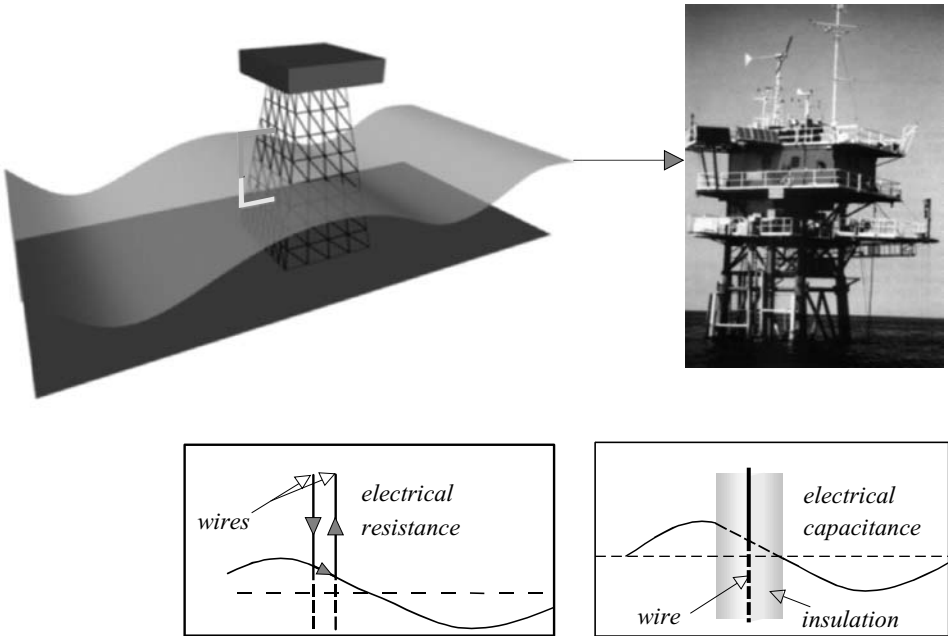 wires
electrical
resistance
electrical
capacitance
wire
insulation